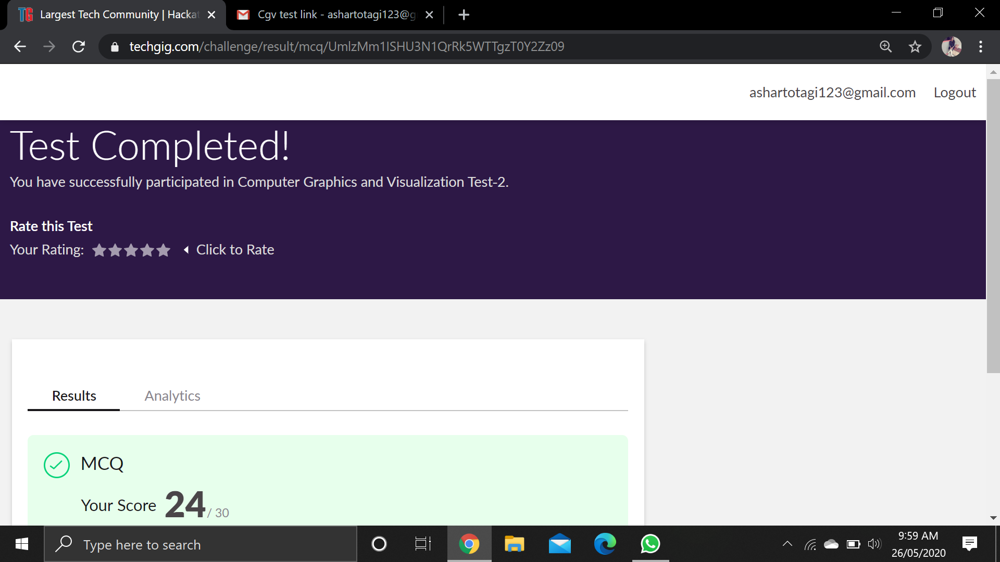 TG Largest Tech Community | Hackat
Cgv test link - ashartotagi123@g
techgig.com/challenge/result/mcq/UmlzMm1ISHU3N1QrRk5WTTgzT0Y2Zz09
ashartotagi123@gmail.com Logout
Test Completed!
You have successfully participated in Computer Graphics and Visualization Test-2.
Rate this Test
Your Rating: Click to Rate
Results Analytics
MCQ
Your Score 24 / 30
Type here to search
9:59 AM
26/05/2020